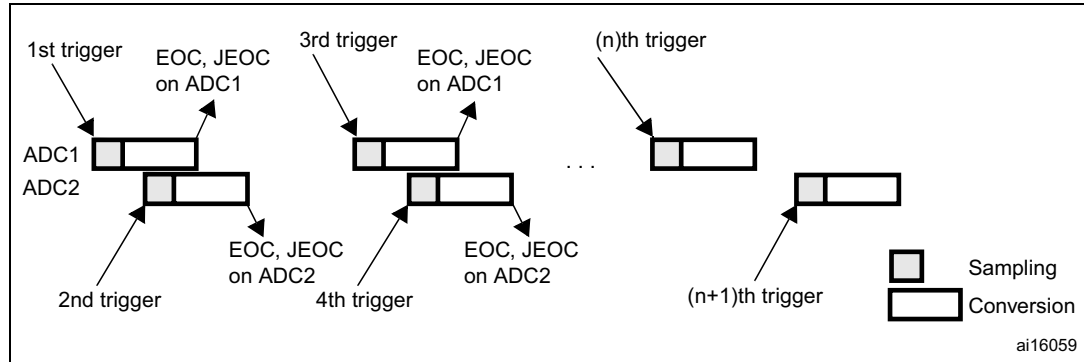 1st trigger
EOC, JEOC
on ADC1
3rd trigger
EOC, JEOC
on ADC1
(n)th trigger
ADC1
ADC2
. . .
EOC, JEOC
on ADC2
2nd trigger
EOC, JEOC
on ADC2
4th trigger
(n+1)th trigger
Sampling
Conversion
ai16059